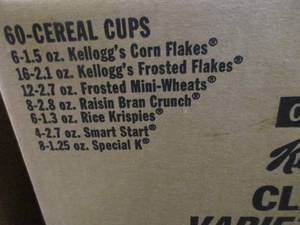 60-CEREAL CUPS
6-1.5 oz. Kellogg's Corn Flakes®
16-2.1 oz. Kellogg's Frosted Flakes®
12-2.7 oz. Frosted Mini-Wheats®
8-2.8 oz. Raisin Bran Crunch®
6-1.3 oz. Rice Krispies®
4-2.7 oz. Smart Start®
8-1.25 oz. Special K®